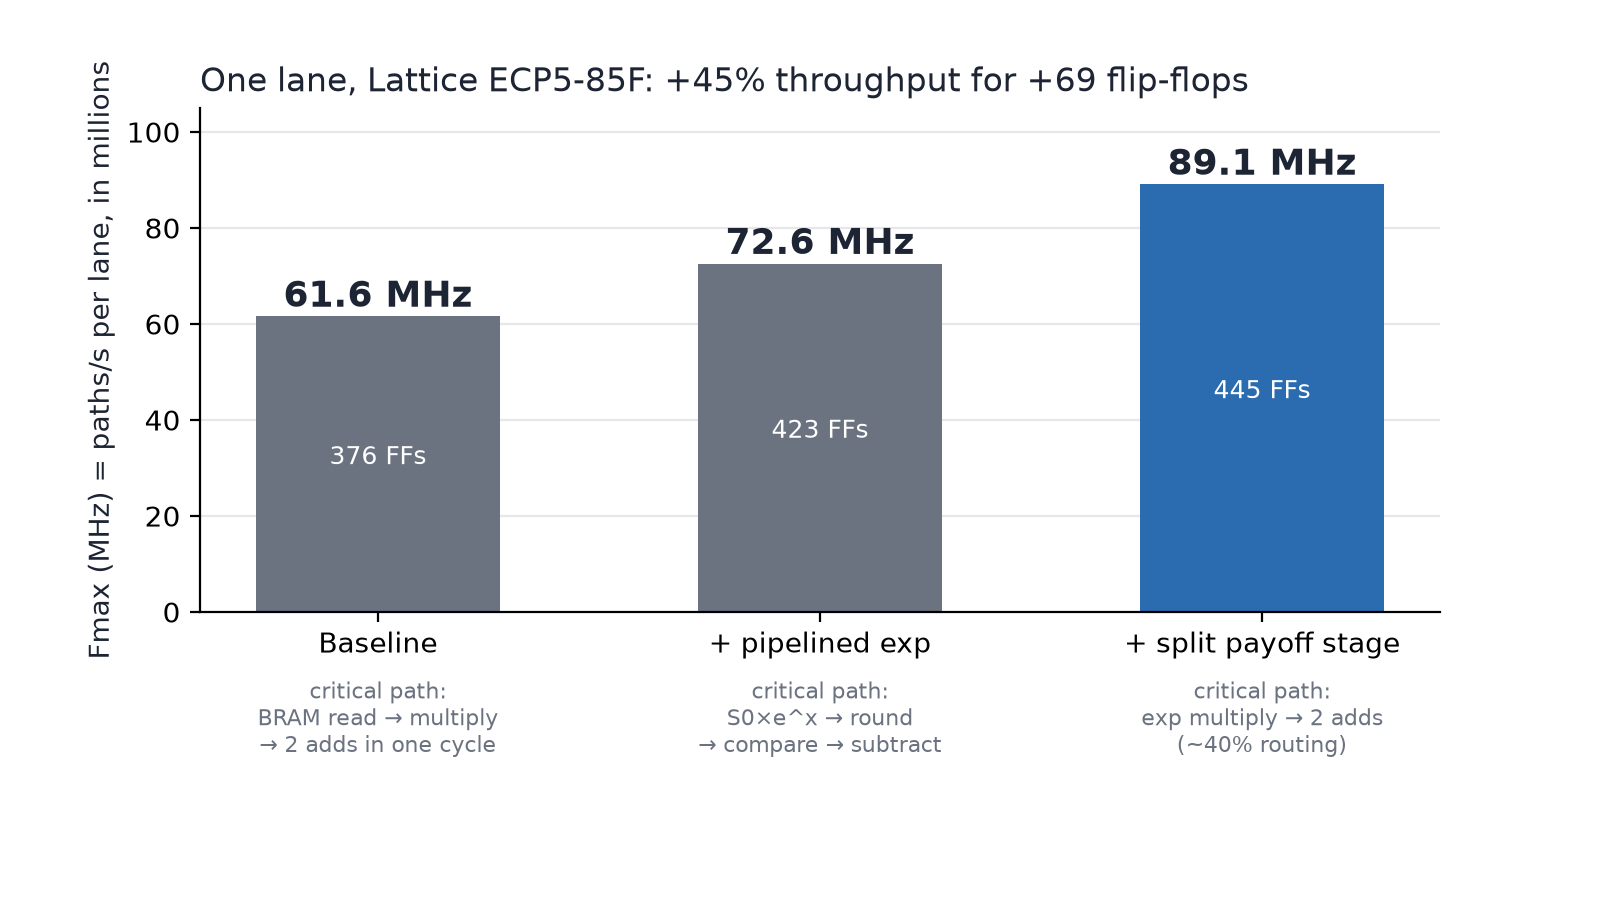 One lane, Lattice ECP5-85F: +45% throughput for +69 flip-flops
Fmax (MHz) = paths/s per lane, in millions
100
80
60
40
20
0
61.6 MHz
376 FFs
72.6 MHz
423 FFs
89.1 MHz
445 FFs
Baseline
critical path:
BRAM read → multiply
→ 2 adds in one cycle
+ pipelined exp
critical path:
S0×e^x → round
→ compare → subtract
+ split payoff stage
critical path:
exp multiply → 2 adds
(~40% routing)